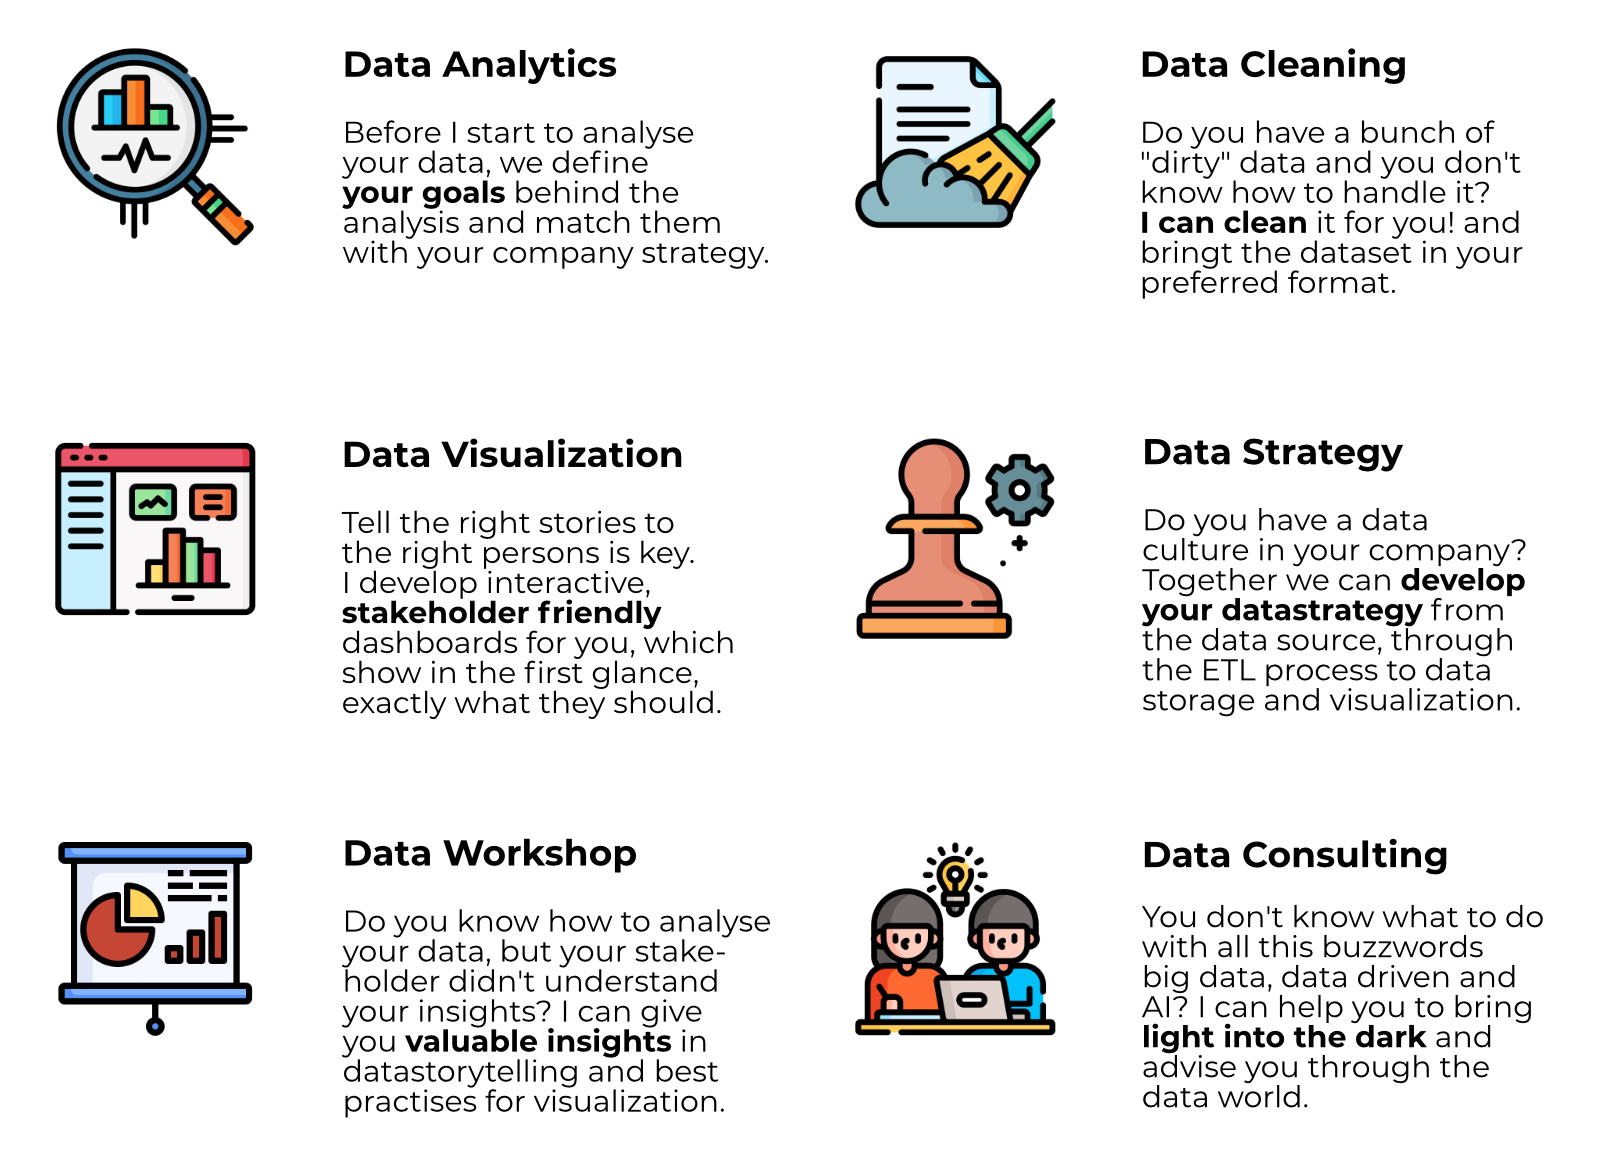 Data Analytics
Before I start to analyse
your data, we define
your goals behind the
analysis and match them
with your company strategy.
Data Cleaning
Do you have a bunch of
"dirty" data and you don't
know how to handle it?
I can clean it for you! and
bringt the dataset in your
preferred format.
Data Visualization
Tell the right stories to
the right persons is key.
I develop interactive,
stakeholder friendly
dashboards for you, which
show in the first glance,
exactly what they should.
Data Strategy
Do you have a data
culture in your company?
Together we can develop
your datastrategy from
the data source, through
the ETL process to data
storage and visualization.
Data Workshop
Do you know how to analyse
your data, but your stake-
holder didn't understand
your insights? I can give
you valuable insights in
datastorytelling and best
practises for visualization.
Data Consulting
You don't know what to do
with all this buzzwords
big data, data driven and
AI? I can help you to bring
light into the dark and
advise you through the
data world.